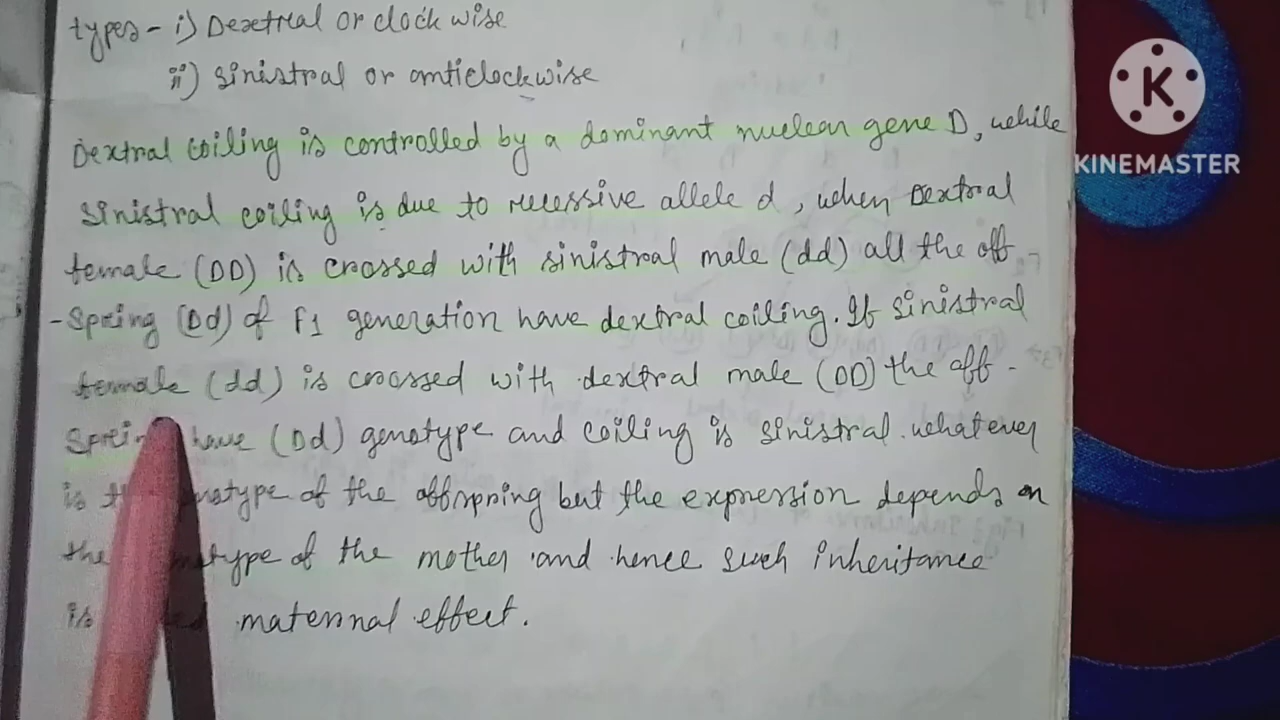 types - i) Dextral or clock wise
ii) sinistral or anticlockwise
Dextral coiling is controlled by a dominant nuclear gene D, while
sinistral coiling is due to recessive allele d, when Dextral
female (DD) is crossed with sinistral male (dd) all the off
-spring (Dd) of F1 generation have dextral coiling. If sinistral
female (dd) is crossed with dextral male (DD) the off-
have (Dd) genotype and coiling is sinistral. whatever
is of the offspring but the expression depends on
the of the mother and hence such inheritance
is maternal effect.
K
KINEMASTER